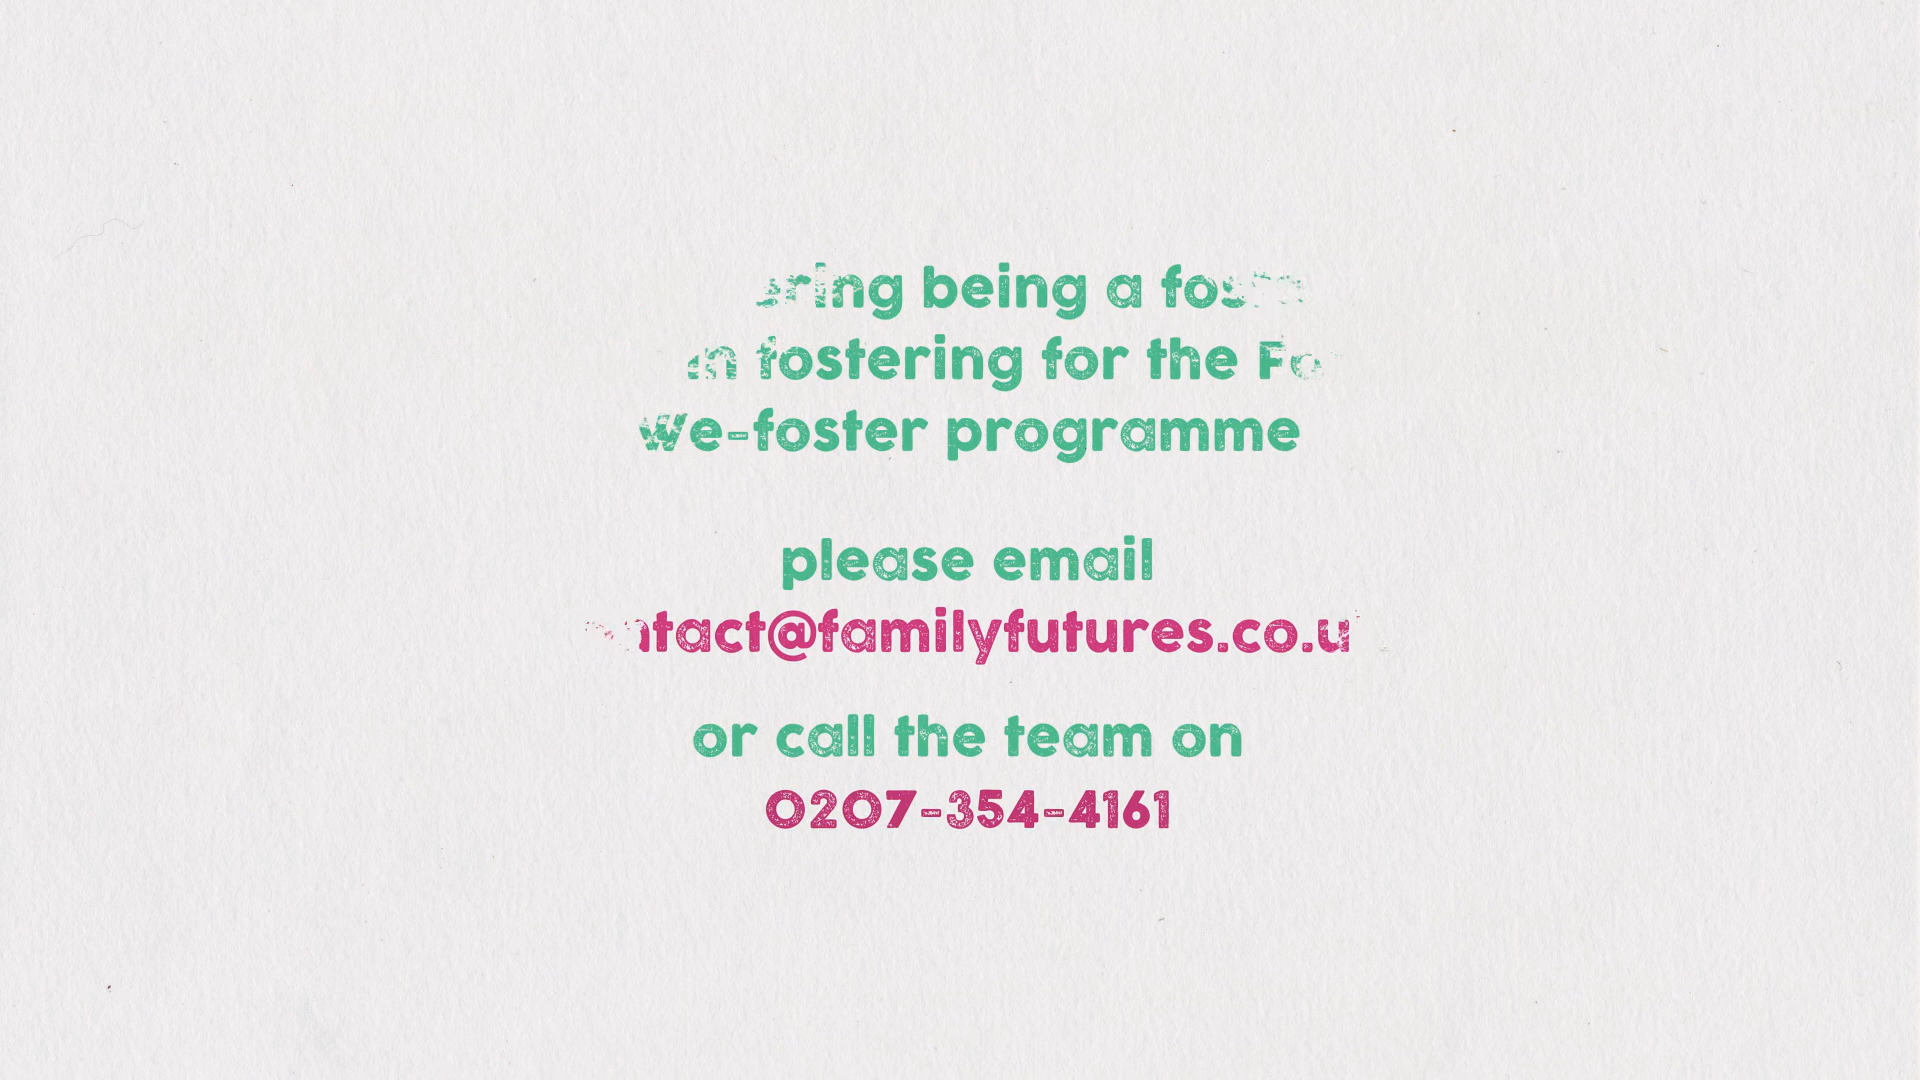 being a
fostering for the
We-foster programme
please email
ntact@familyfutures.co.u
or call the team on
0207-354-4161